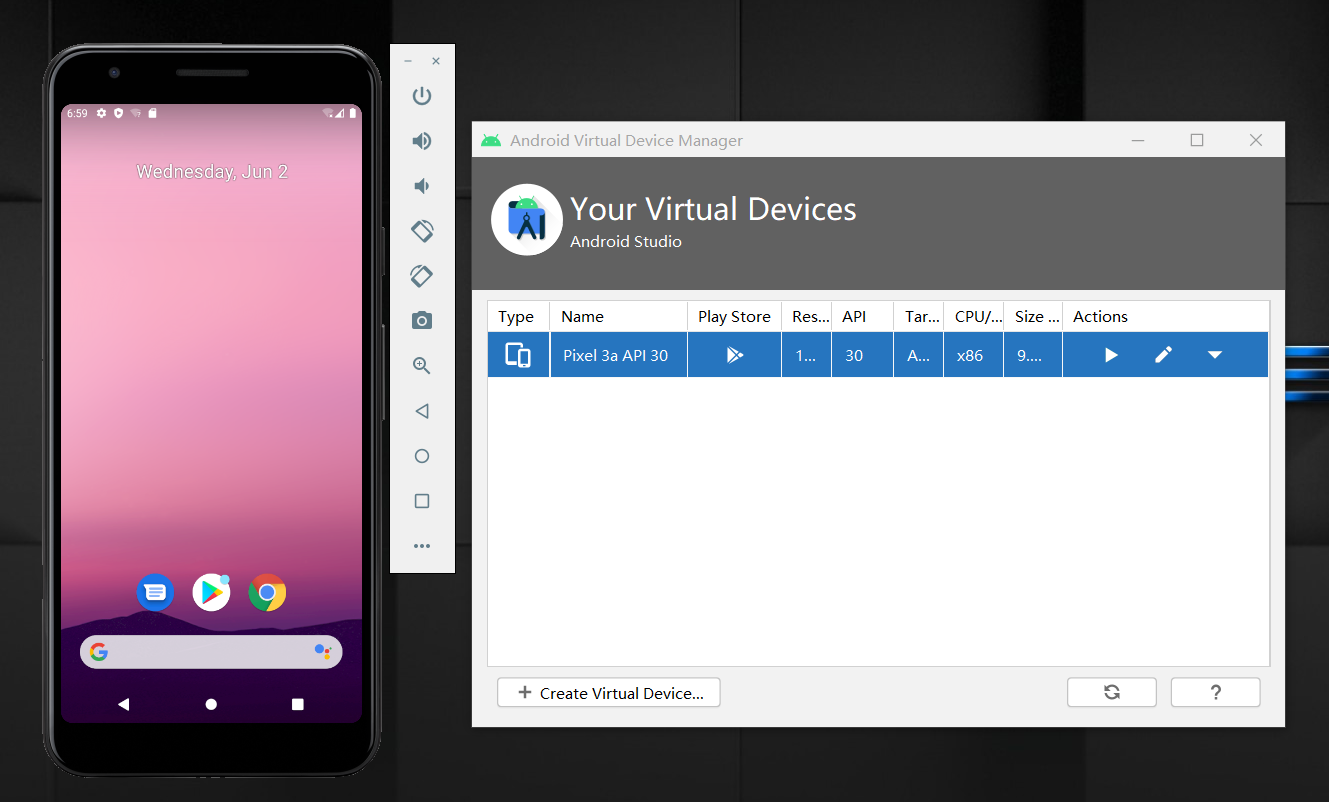 6:59
Wednesday, Jun 2
Android Virtual Device Manager
Your Virtual Devices
Android Studio
Type Name Play Store Res... API Tar... CPU/... Size ... Actions
Pixel 3a API 30 1... 30 A... x86 9....
+ Create Virtual Device... ?